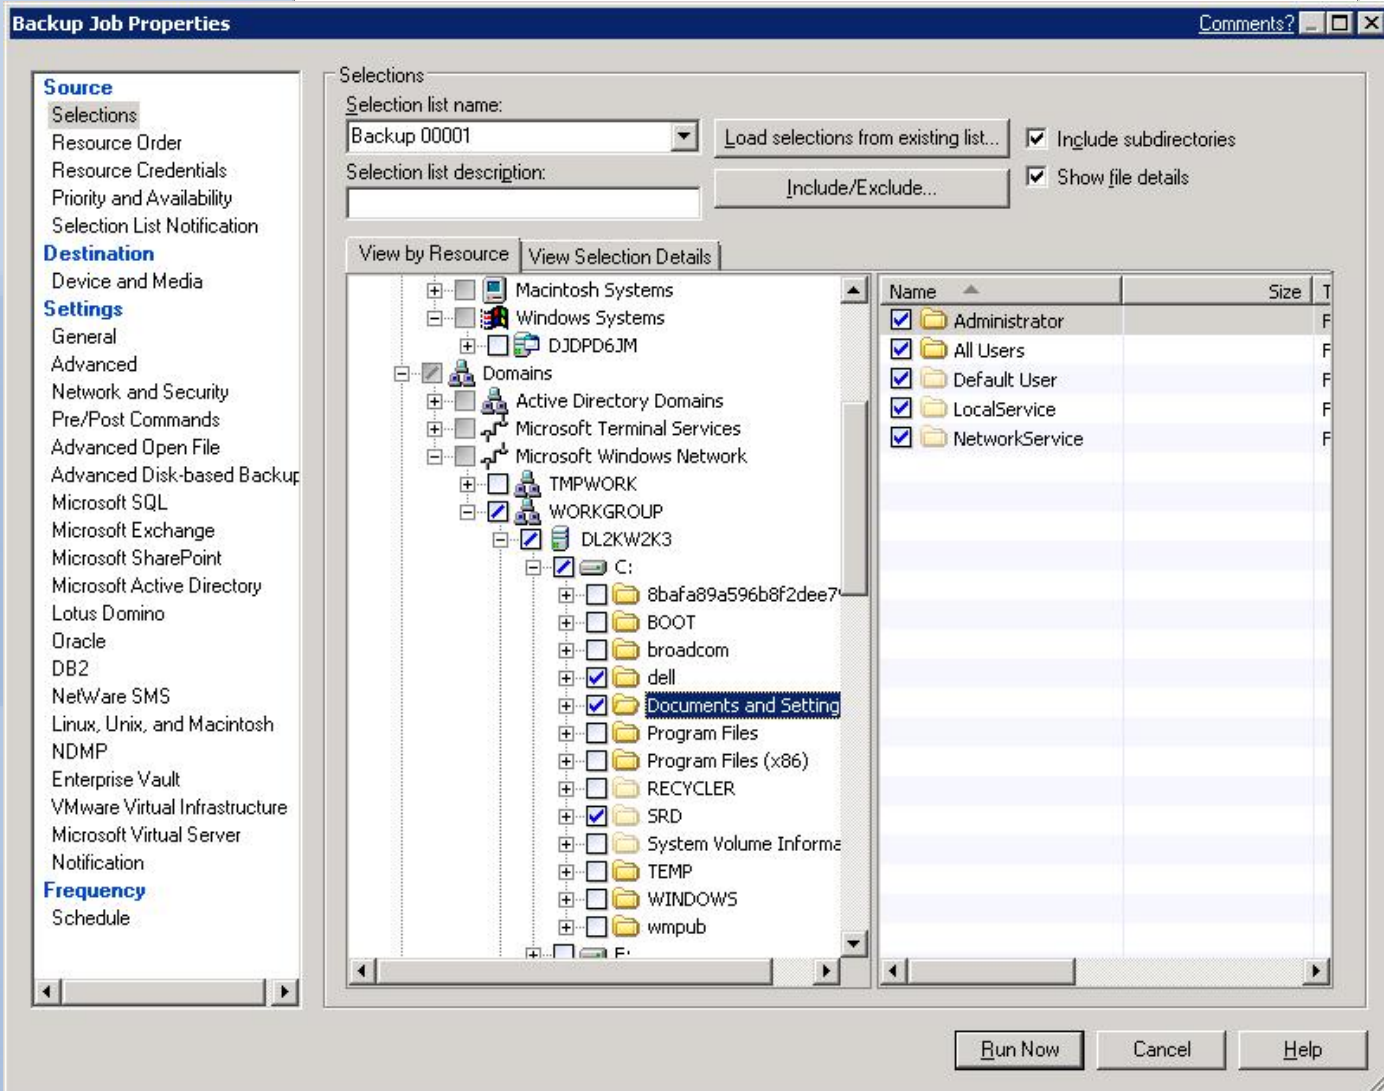 Backup Job Properties
Comments?
Source
Selections
Resource Order
Resource Credentials
Priority and Availability
Selection List Notification
Destination
Device and Media
Settings
General
Advanced
Network and Security
Pre/Post Commands
Advanced Open File
Advanced Disk-based Backup
Microsoft SQL
Microsoft Exchange
Microsoft SharePoint
Microsoft Active Directory
Lotus Domino
Oracle
DB2
NetWare SMS
Linux, Unix, and Macintosh
NDMP
Enterprise Vault
VMware Virtual Infrastructure
Microsoft Virtual Server
Notification
Frequency
Schedule
Selections
Selection list name:
Backup 00001
Load selections from existing list...
Include subdirectories
Selection list description:
Include/Exclude...
Show file details
View by Resource
View Selection Details
Macintosh Systems
Windows Systems
DJDPD6JM
Domains
Active Directory Domains
Microsoft Terminal Services
Microsoft Windows Network
TMPWORK
WORKGROUP
DL2KW2K3
C:
8bafa89a596b8f2dee7
BOOT
broadcom
dell
Documents and Setting
Program Files
Program Files (x86)
RECYCLER
SRD
System Volume Informa
TEMP
WINDOWS
wmpub
Name Size T
Administrator F
All Users F
Default User F
LocalService F
NetworkService F
Run Now
Cancel
Help